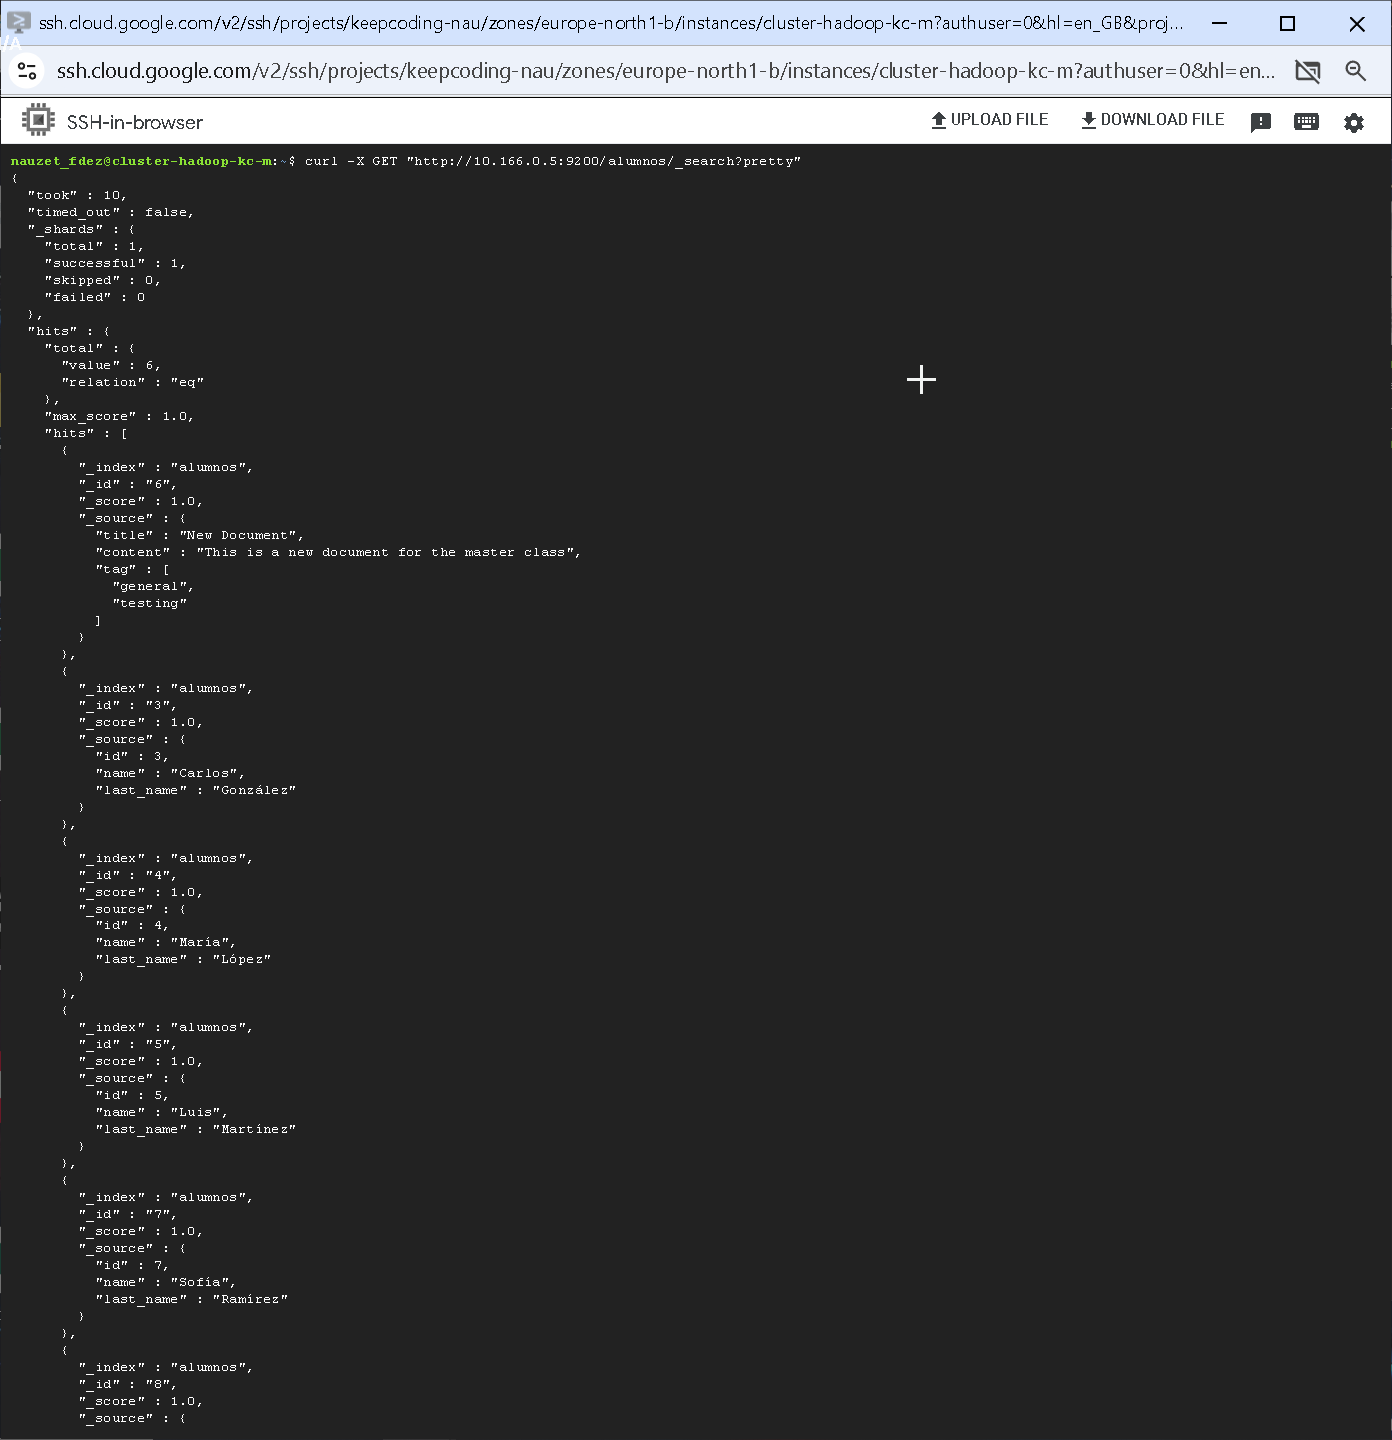 ssh.cloud.google.com/v2/ssh/projects/keepcoding-nau/zones/europe-north1-b/instances/cluster-hadoop-kc-m?authuser=0&hl=en_GB&proj...
ssh.cloud.google.com/v2/ssh/projects/keepcoding-nau/zones/europe-north1-b/instances/cluster-hadoop-kc-m?authuser=0&hl=en...
SSH-in-browser
UPLOAD FILE
DOWNLOAD FILE
nauzet_fdez@cluster-hadoop-kc-m:~$ curl -X GET "http://10.166.0.5:9200/alumnos/_search?pretty"
{
  "took" : 10,
  "timed_out" : false,
  "_shards" : {
    "total" : 1,
    "successful" : 1,
    "skipped" : 0,
    "failed" : 0
  },
  "hits" : {
    "total" : {
      "value" : 6,
      "relation" : "eq"
    },
    "max_score" : 1.0,
    "hits" : [
      {
        "_index" : "alumnos",
        "_id" : "6",
        "_score" : 1.0,
        "_source" : {
          "title" : "New Document",
          "content" : "This is a new document for the master class",
          "tag" : [
            "general",
            "testing"
          ]
        }
      },
      {
        "_index" : "alumnos",
        "_id" : "3",
        "_score" : 1.0,
        "_source" : {
          "id" : 3,
          "name" : "Carlos",
          "last_name" : "González"
        }
      },
      {
        "_index" : "alumnos",
        "_id" : "4",
        "_score" : 1.0,
        "_source" : {
          "id" : 4,
          "name" : "María",
          "last_name" : "López"
        }
      },
      {
        "_index" : "alumnos",
        "_id" : "5",
        "_score" : 1.0,
        "_source" : {
          "id" : 5,
          "name" : "Luis",
          "last_name" : "Martínez"
        }
      },
      {
        "_index" : "alumnos",
        "_id" : "7",
        "_score" : 1.0,
        "_source" : {
          "id" : 7,
          "name" : "Sofía",
          "last_name" : "Ramírez"
        }
      },
      {
        "_index" : "alumnos",
        "_id" : "8",
        "_score" : 1.0,
        "_source" : {